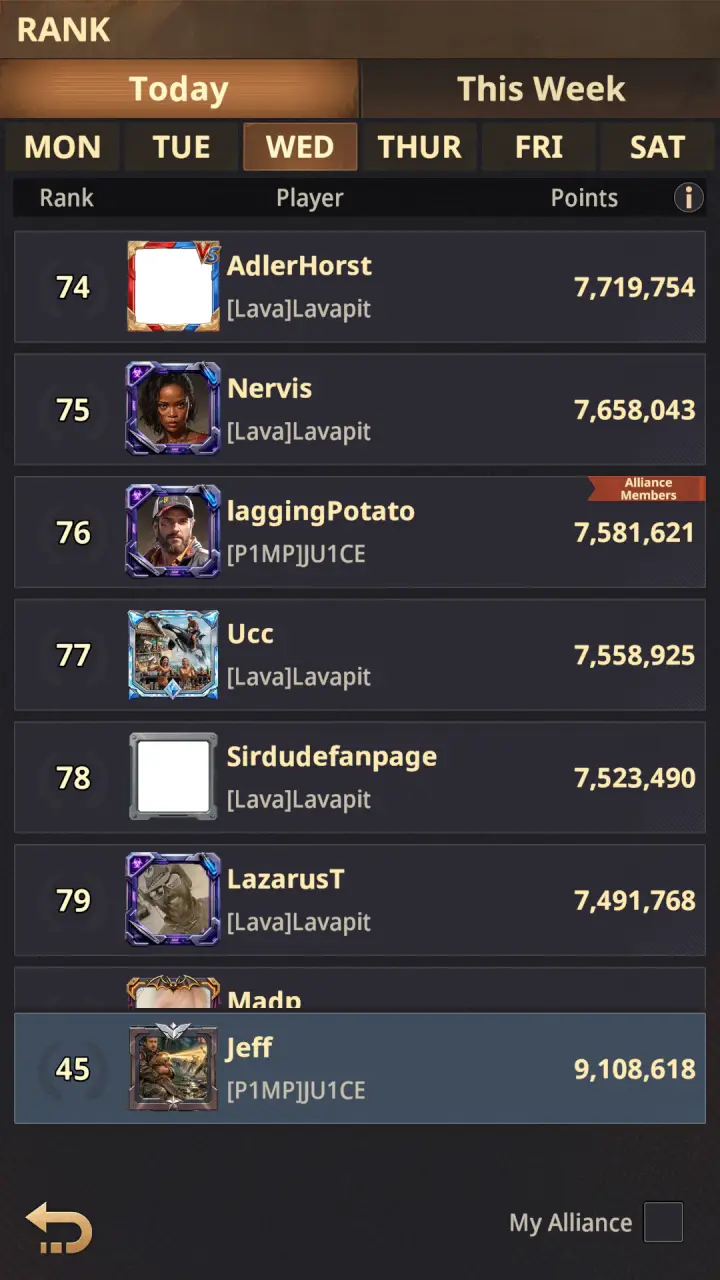 RANK
Today This Week
MON TUE WED THUR FRI SAT
Rank Player Points i
74 AdlerHorst 7,719,754
[Lava]Lavapit
75 Nervis 7,658,043
[Lava]Lavapit
Alliance Members
76 laggingPotato 7,581,621
[P1MP]JU1CE
77 Ucc 7,558,925
[Lava]Lavapit
78 Sirdudefanpage 7,523,490
[Lava]Lavapit
79 LazarusT 7,491,768
[Lava]Lavapit
Madp
45 Jeff 9,108,618
[P1MP]JU1CE
My Alliance